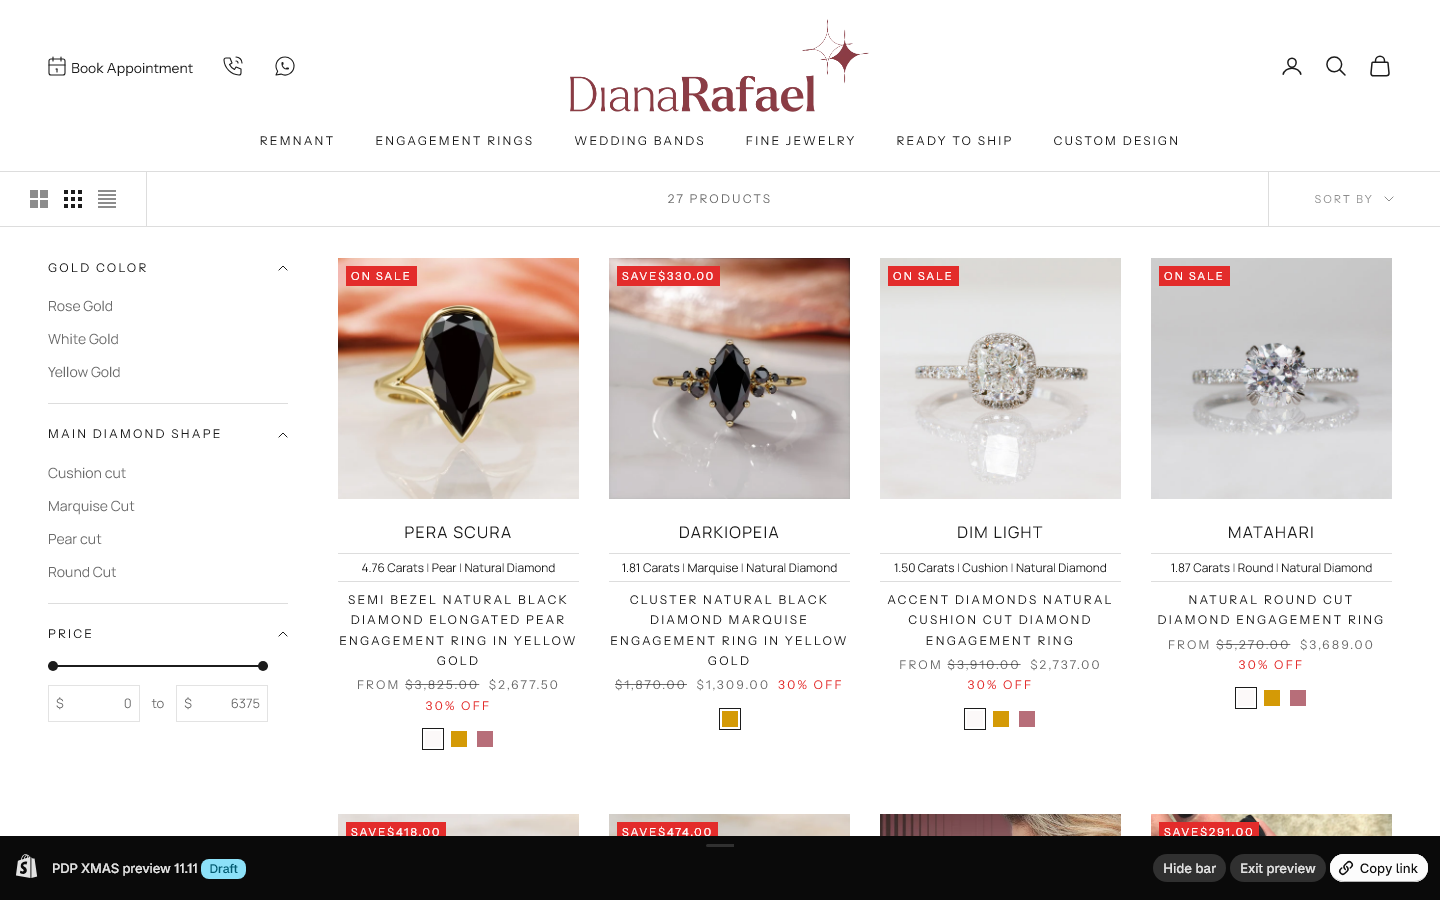 Book Appointment
DianaRafael
REMNANT ENGAGEMENT RINGS WEDDING BANDS FINE JEWELRY READY TO SHIP CUSTOM DESIGN
27 PRODUCTS
SORT BY
GOLD COLOR
Rose Gold
White Gold
Yellow Gold
MAIN DIAMOND SHAPE
Cushion cut
Marquise Cut
Pear cut
Round Cut
PRICE
$ 0 to $ 6375
ON SALE
PERA SCURA
4.76 Carats | Pear | Natural Diamond
SEMI BEZEL NATURAL BLACK
DIAMOND ELONGATED PEAR
ENGAGEMENT RING IN YELLOW
GOLD
FROM $3,825.00 $2,677.50
30% OFF
SAVE$330.00
DARKIOPEIA
1.81 Carats | Marquise | Natural Diamond
CLUSTER NATURAL BLACK
DIAMOND MARQUISE
ENGAGEMENT RING IN YELLOW
GOLD
$1,870.00 $1,309.00 30% OFF
ON SALE
DIM LIGHT
1.50 Carats | Cushion | Natural Diamond
ACCENT DIAMONDS NATURAL
CUSHION CUT DIAMOND
ENGAGEMENT RING
FROM $3,910.00 $2,737.00
30% OFF
ON SALE
MATAHARI
1.87 Carats | Round | Natural Diamond
NATURAL ROUND CUT
DIAMOND ENGAGEMENT RING
FROM $5,270.00 $3,689.00
30% OFF
SAVE$418.00
SAVE$474.00
SAVE$291.00
PDP XMAS preview 11.11 Draft
Hide bar Exit preview Copy link